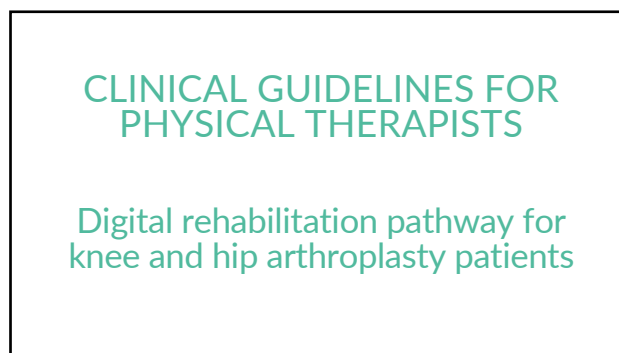 CLINICAL GUIDELINES FOR
PHYSICAL THERAPISTS
Digital rehabilitation pathway for
knee and hip arthroplasty patients